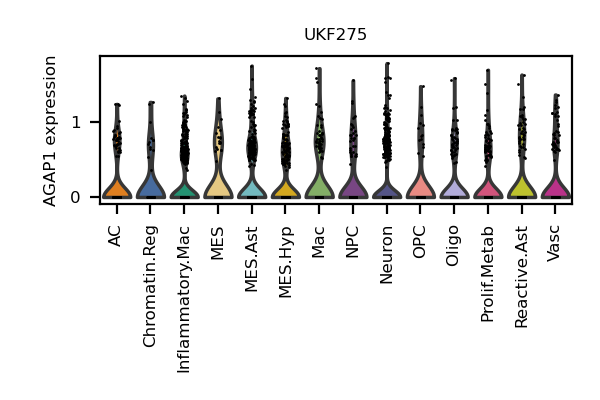 UKF275
AGAP1 expression
1
0
AC
Chromatin.Reg
Inflammatory.Mac
MES
MES.Ast
MES.Hyp
Mac
NPC
Neuron
OPC
Oligo
Prolif.Metab
Reactive.Ast
Vasc